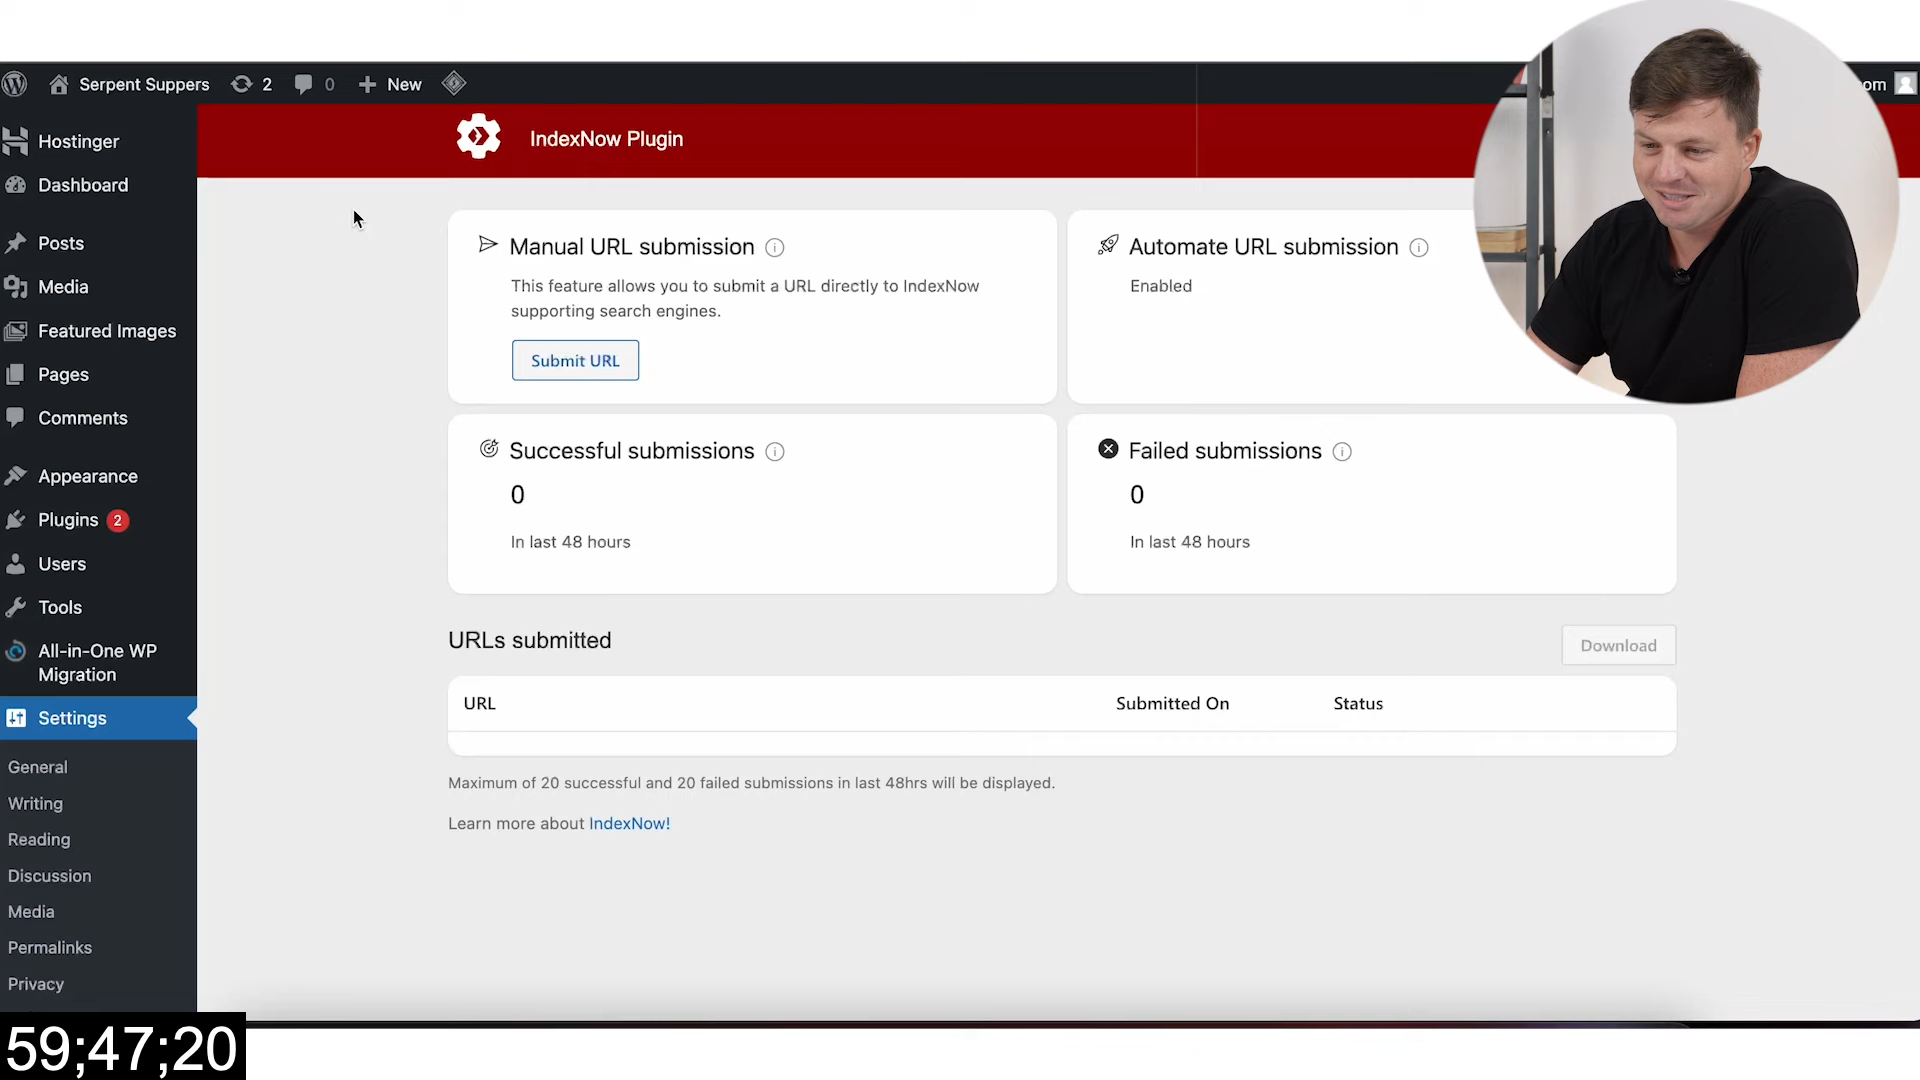 Serpent Suppers 2 0 New
om
Hostinger
Dashboard
Posts
Media
Featured Images
Pages
Comments
Appearance
Plugins 2
Users
Tools
All-in-One WP
Migration
Settings
General
Writing
Reading
Discussion
Media
Permalinks
Privacy
59;47;20
IndexNow Plugin
Manual URL submission
This feature allows you to submit a URL directly to IndexNow
supporting search engines.
Submit URL
Automate URL submission
Enabled
Successful submissions
0
In last 48 hours
Failed submissions
0
In last 48 hours
URLs submitted
Download
URL Submitted On Status
Maximum of 20 successful and 20 failed submissions in last 48hrs will be displayed.
Learn more about IndexNow!